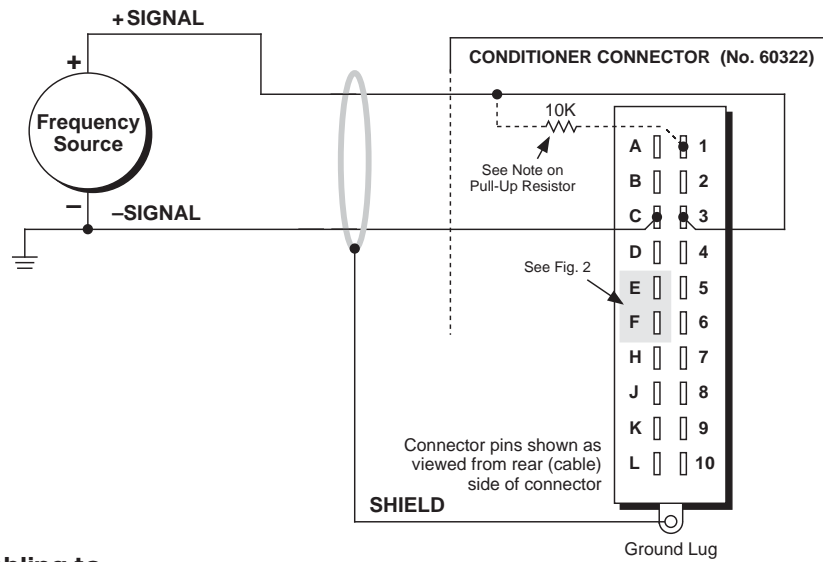 +SIGNAL
CONDITIONER CONNECTOR (No. 60322)
+
Frequency
Source
–
–SIGNAL
10K
See Note on
Pull-Up Resistor
A 1
B 2
C 3
D 4
See Fig. 2
E 5
F 6
H 7
J 8
K 9
L 10
Connector pins shown as
viewed from rear (cable)
side of connector
SHIELD
Ground Lug